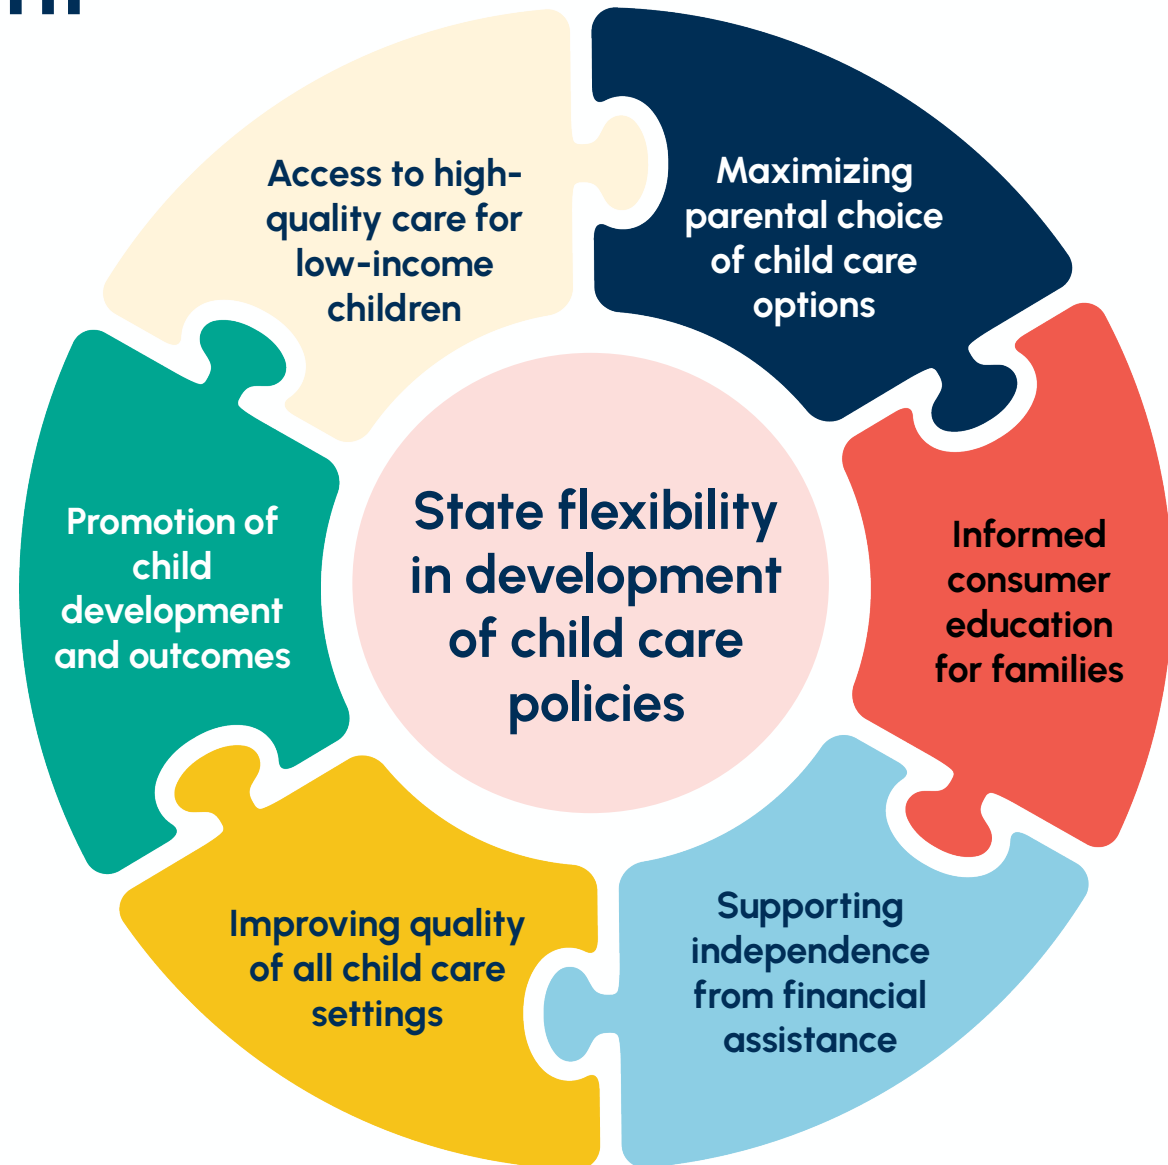 Access to high-
quality care for
low-income
children
Maximizing
parental choice
of child care
options
Informed
consumer
education
for families
Supporting
independence
from financial
assistance
Improving quality
of all child care
settings
Promotion of
child
development
and outcomes
State flexibility
in development
of child care
policies